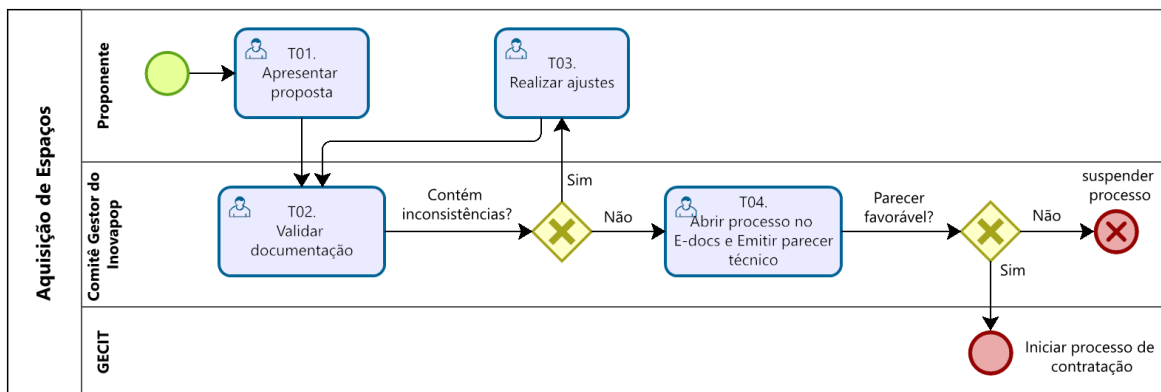 Aquisição de Espaços
Proponente
T01.
Apresentar
proposta
T03.
Realizar ajustes
Comitê Gestor do
Inovapop
T02.
Validar
documentação
Contém
inconsistências?
Sim
Não
T04.
Abrir processo no
E-docs e Emitir parecer
técnico
Parecer
favorável?
Não
suspender
processo
Sim
GECIT
Iniciar processo de
contratação